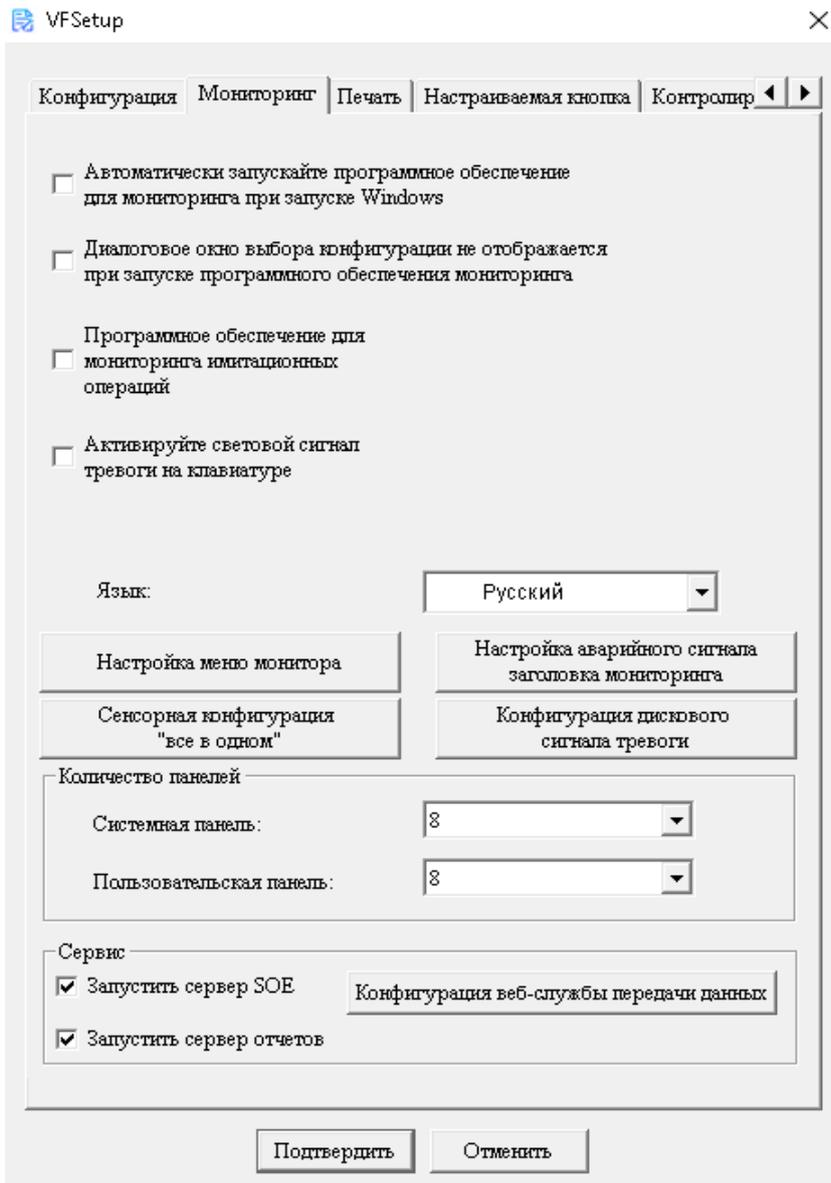 VFSetup
Конфигурация Мониторинг Печать Настраиваемая кнопка Контролир
Автоматически запускайте программное обеспечение
для мониторинга при запуске Windows
Диалоговое окно выбора конфигурации не отображается
при запуске программного обеспечения мониторинга
Программное обеспечение для
мониторинга имитационных
операций
Активируйте световой сигнал
тревоги на клавиатуре
Язык: Русский
Настройка меню монитора
Настройка аварийного сигнала
заголовка мониторинга
Сенсорная конфигурация
"все в одном"
Конфигурация дискового
сигнала тревоги
Количество панелей
Системная панель: 8
Пользовательская панель: 8
Сервис
Запустить сервер SOE
Конфигурация веб-службы передачи данных
Запустить сервер отчетов
Подтвердить Отменить